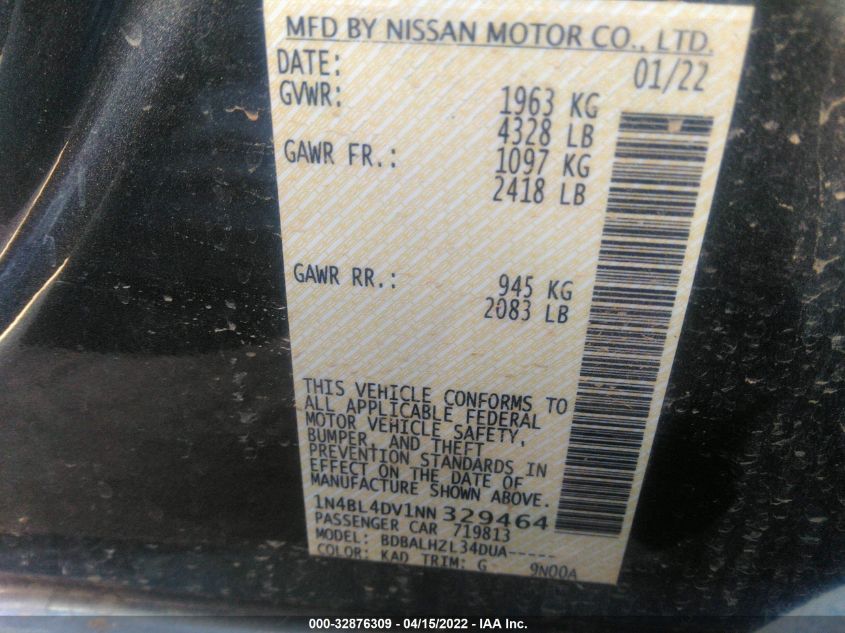 MFD BY NISSAN MOTOR CO., LTD.
DATE: 01/22
GVWR: 1963 KG
4328 LB
GAWR FR.: 1097 KG
2418 LB
GAWR RR.: 945 KG
2083 LB
THIS VEHICLE CONFORMS TO
ALL APPLICABLE FEDERAL
MOTOR VEHICLE SAFETY,
BUMPER, AND THEFT
PREVENTION STANDARDS IN
EFFECT ON THE DATE OF
MANUFACTURE SHOWN ABOVE.
1N4BL4DV1NN329464
PASSENGER CAR 719813
MODEL: BDBALHZL34DUA-----
COLOR: KAD TRIM: G 9N00A
000-32876309 - 04/15/2022 - IAA Inc.